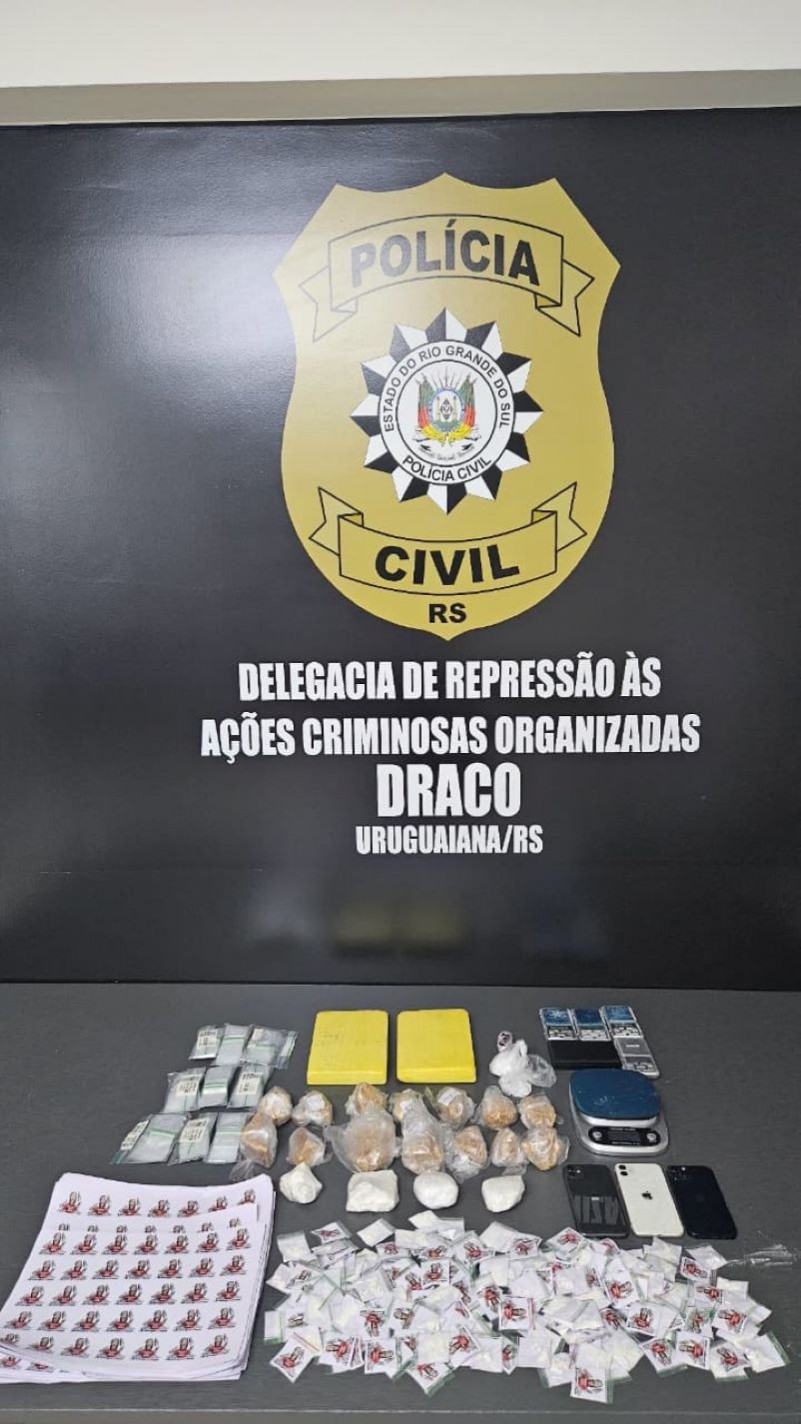 POLÍCIA
ESTADO DO RIO GRANDE DO SUL
POLÍCIA CIVIL
CIVIL
RS
DELEGACIA DE REPRESSÃO ÀS
AÇÕES CRIMINOSAS ORGANIZADAS
DRACO
URUGUAIANA/RS